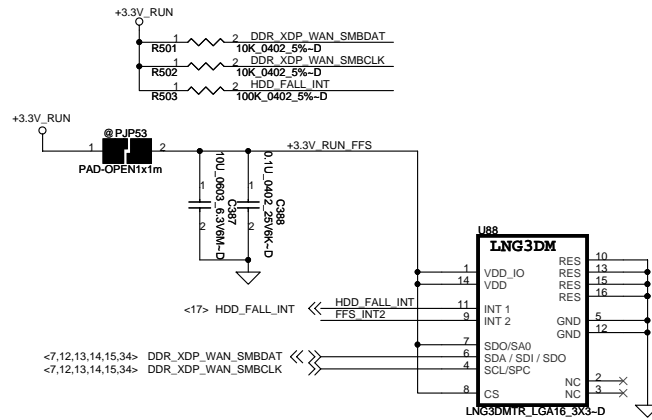 +3.3V_RUN
1 2 DDR_XDP_WAN_SMBDAT
R501 10K_0402_5%~D
1 2 DDR_XDP_WAN_SMBCLK
R502 10K_0402_5%~D
1 2 HDD_FALL_INT
R503 100K_0402_5%~D
+3.3V_RUN
@PJP53
1 2 +3.3V_RUN_FFS
PAD-OPEN1x1m
10U_0603_6.3V6M~D
1 2
C387
0.1U_0402_25V6K~D
1 2
C388
U88
LNG3DM
1 VDD_IO
14 VDD
RES 10
RES 13
RES 15
RES 16
<17> HDD_FALL_INT HDD_FALL_INT 11 INT 1
FFS_INT2 9 INT 2
GND 5
GND 12
7 SDO/SA0
<7,12,13,14,15,34> DDR_XDP_WAN_SMBDAT 6 SDA / SDI / SDO
<7,12,13,14,15,34> DDR_XDP_WAN_SMBCLK 4 SCL/SPC
NC 2
8 CS NC 3
LNG3DMTR_LGA16_3X3~D